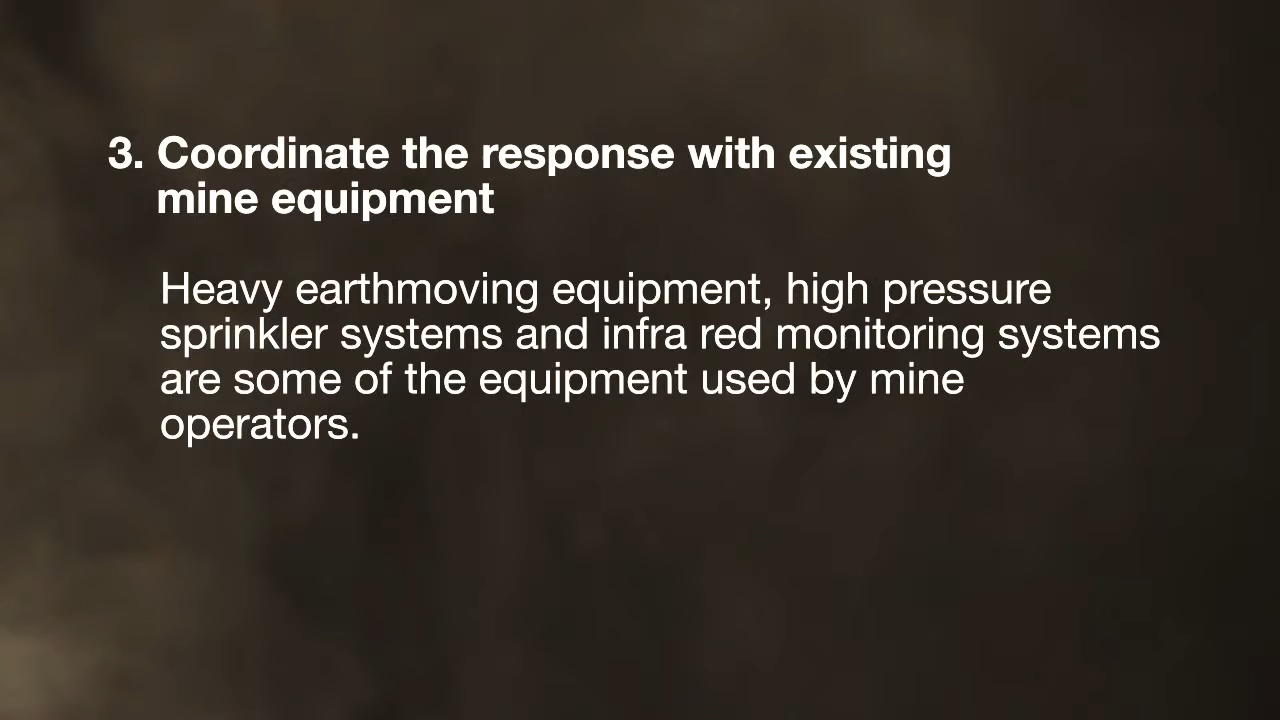 3. Coordinate the response with existing
mine equipment
Heavy earthmoving equipment, high pressure
sprinkler systems and infra red monitoring systems
are some of the equipment used by mine
operators.